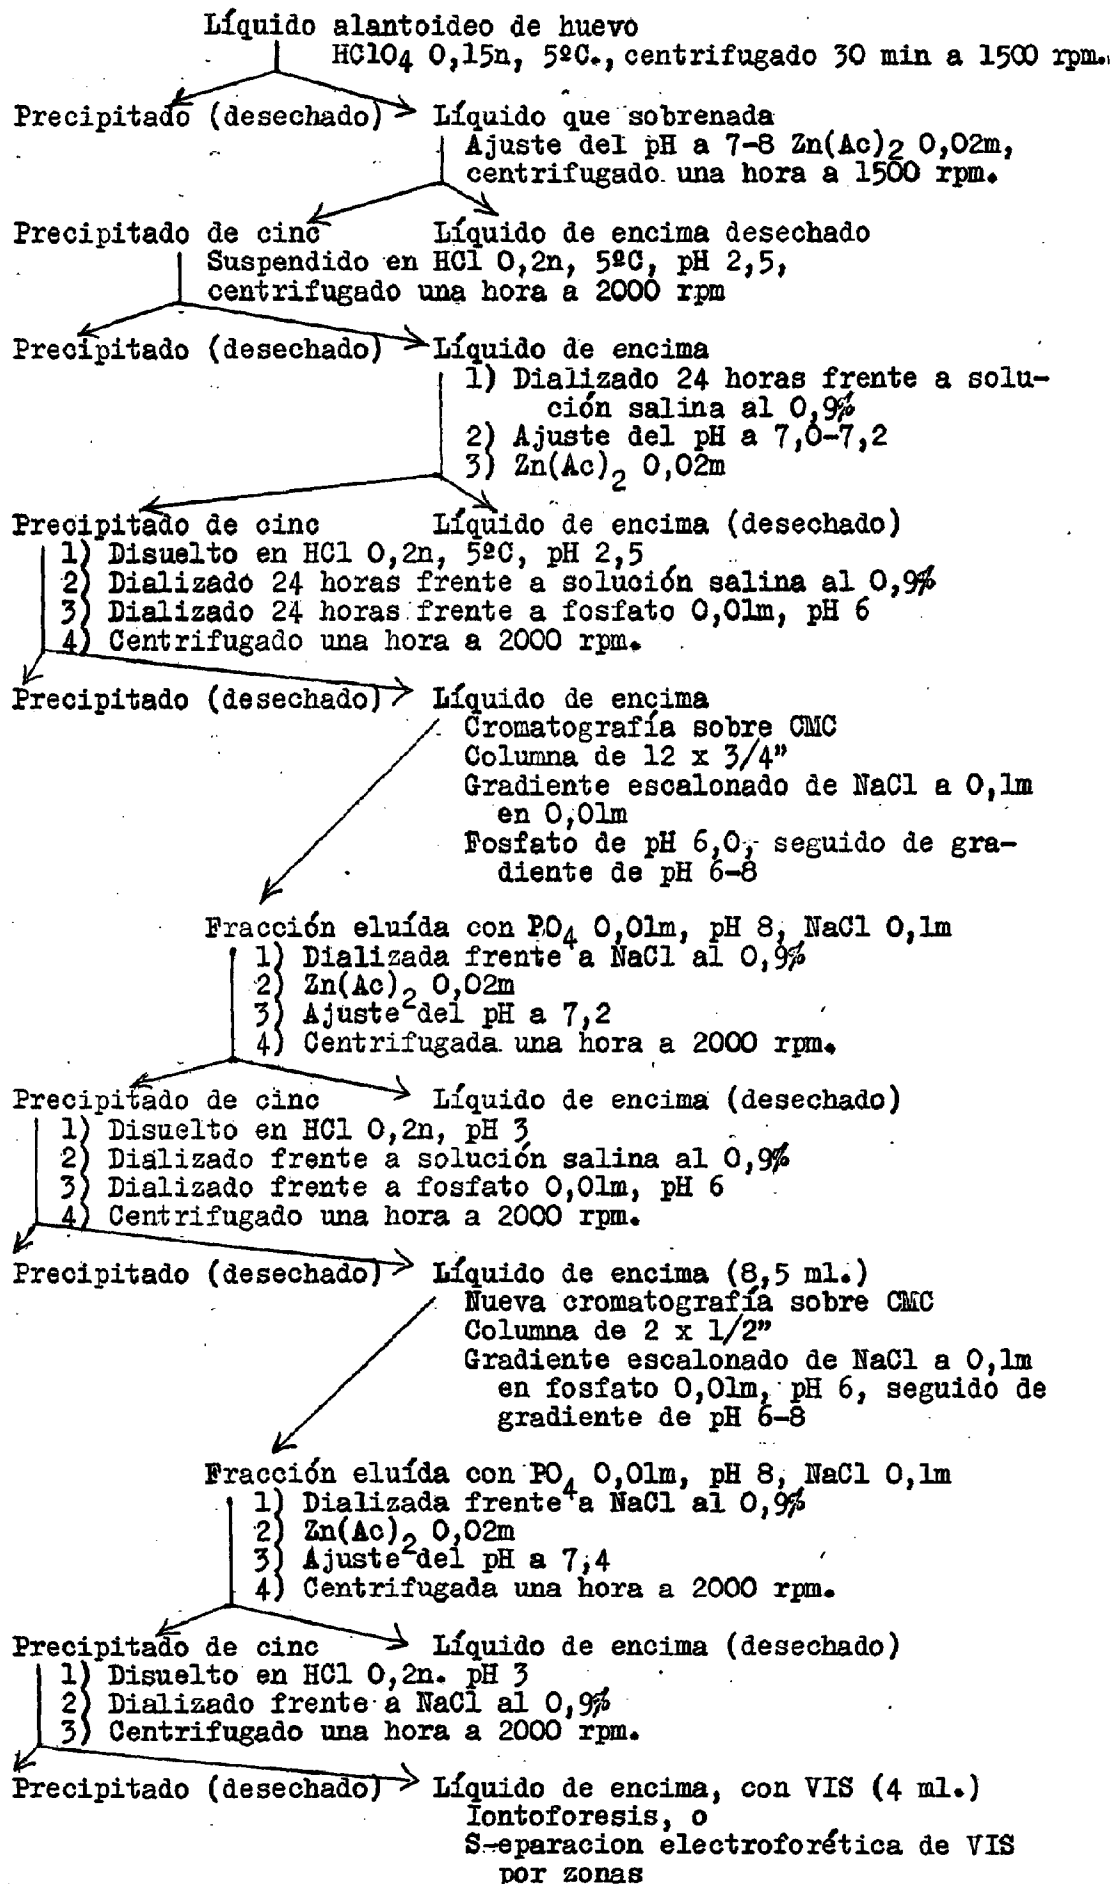 Líquido alantoideo de huevo
HClO4 0,15n, 5ºC., centrifugado 30 min a 1500 rpm.
Precipitado (desechado)
Líquido que sobrenada
Ajuste del pH a 7-8 Zn(Ac)2 0,02m,
centrifugado una hora a 1500 rpm.
Precipitado de cinc
Líquido de encima desechado
Suspendido en HCl 0,2n, 5ºC, pH 2,5,
centrifugado una hora a 2000 rpm
Precipitado (desechado)
Líquido de encima
1) Dializado 24 horas frente a solu-
ción salina al 0,9%
2) Ajuste del pH a 7,0-7,2
3) Zn(Ac)2 0,02m
Precipitado de cinc
Líquido de encima (desechado)
1) Disuelto en HCl 0,2n, 5ºC, pH 2,5
2) Dializado 24 horas frente a solución salina al 0,9%
3) Dializado 24 horas frente a fosfato 0,01m, pH 6
4) Centrifugado una hora a 2000 rpm.
Precipitado (desechado)
Líquido de encima
Cromatografía sobre CMC
Columna de 12 x 3/4"
Gradiente escalonado de NaCl a 0,1m
en 0,01m
Fosfato de pH 6,0, seguido de gra-
diente de pH 6-8
Fracción eluída con PO4 0,01m, pH 8, NaCl 0,1m
1) Dializada frente a NaCl al 0,9%
2) Zn(Ac)2 0,02m
3) Ajuste del pH a 7,2
4) Centrifugada una hora a 2000 rpm.
Precipitado de cinc
Líquido de encima (desechado)
1) Disuelto en HCl 0,2n, pH 3
2) Dializado frente a solución salina al 0,9%
3) Dializado frente a fosfato 0,01m, pH 6
4) Centrifugado una hora a 2000 rpm.
Precipitado (desechado)
Líquido de encima (8,5 ml.)
Nueva cromatografía sobre CMC
Columna de 2 x 1/2"
Gradiente escalonado de NaCl a 0,1m
en fosfato 0,01m, pH 6, seguido de
gradiente de pH 6-8
Fracción eluída con PO4 0,01m, pH 8, NaCl 0,1m
1) Dializada frente a NaCl al 0,9%
2) Zn(Ac)2 0,02m
3) Ajuste del pH a 7,4
4) Centrifugada una hora a 2000 rpm.
Precipitado de cinc
Líquido de encima (desechado)
1) Disuelto en HCl 0,2n. pH 3
2) Dializado frente a NaCl al 0,9%
3) Centrifugado una hora a 2000 rpm.
Precipitado (desechado)
Líquido de encima, con VIS (4 ml.)
Iontoforesis, o
S-eparacion electroforética de VIS
por zonas